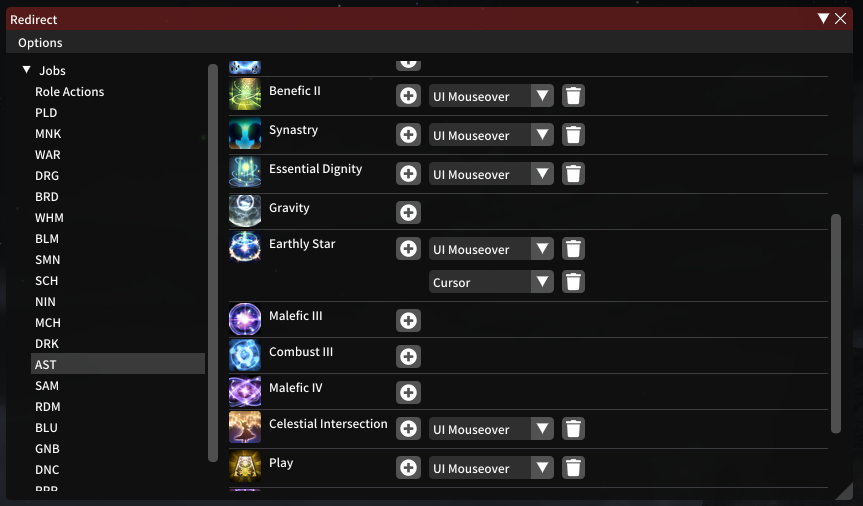 Redirect
Options
Jobs
Role Actions
PLD
MNK
WAR
DRG
BRD
WHM
BLM
SMN
SCH
NIN
MCH
DRK
AST
SAM
RDM
BLU
GNB
DNC
Benefic II UI Mouseover
Synastry UI Mouseover
Essential Dignity UI Mouseover
Gravity
Earthly Star UI Mouseover
Cursor
Malefic III
Combust III
Malefic IV
Celestial Intersection UI Mouseover
Play UI Mouseover